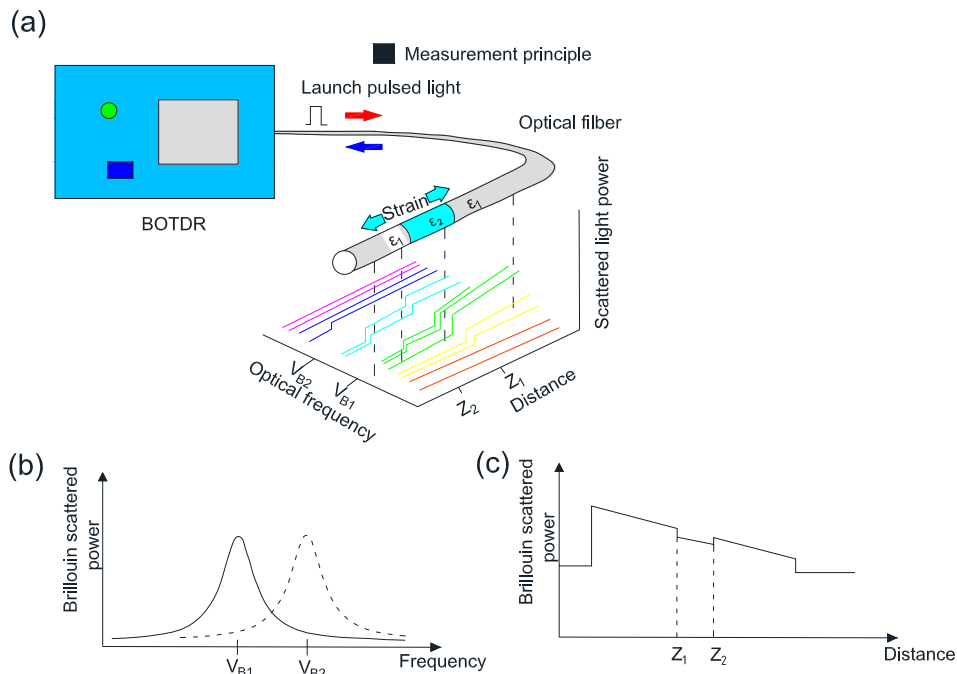 (a)
Measurement principle
Launch pulsed light
Optical filber
BOTDR
Strain
ε1
ε2
ε1
Scattered light power
VB2
VB1
Optical frequency
Z1
Z2
Distance
(b)
Brillouin scattered
power
VB1
VB2
Frequency
(c)
Brillouin scattered
power
Z1
Z2
Distance